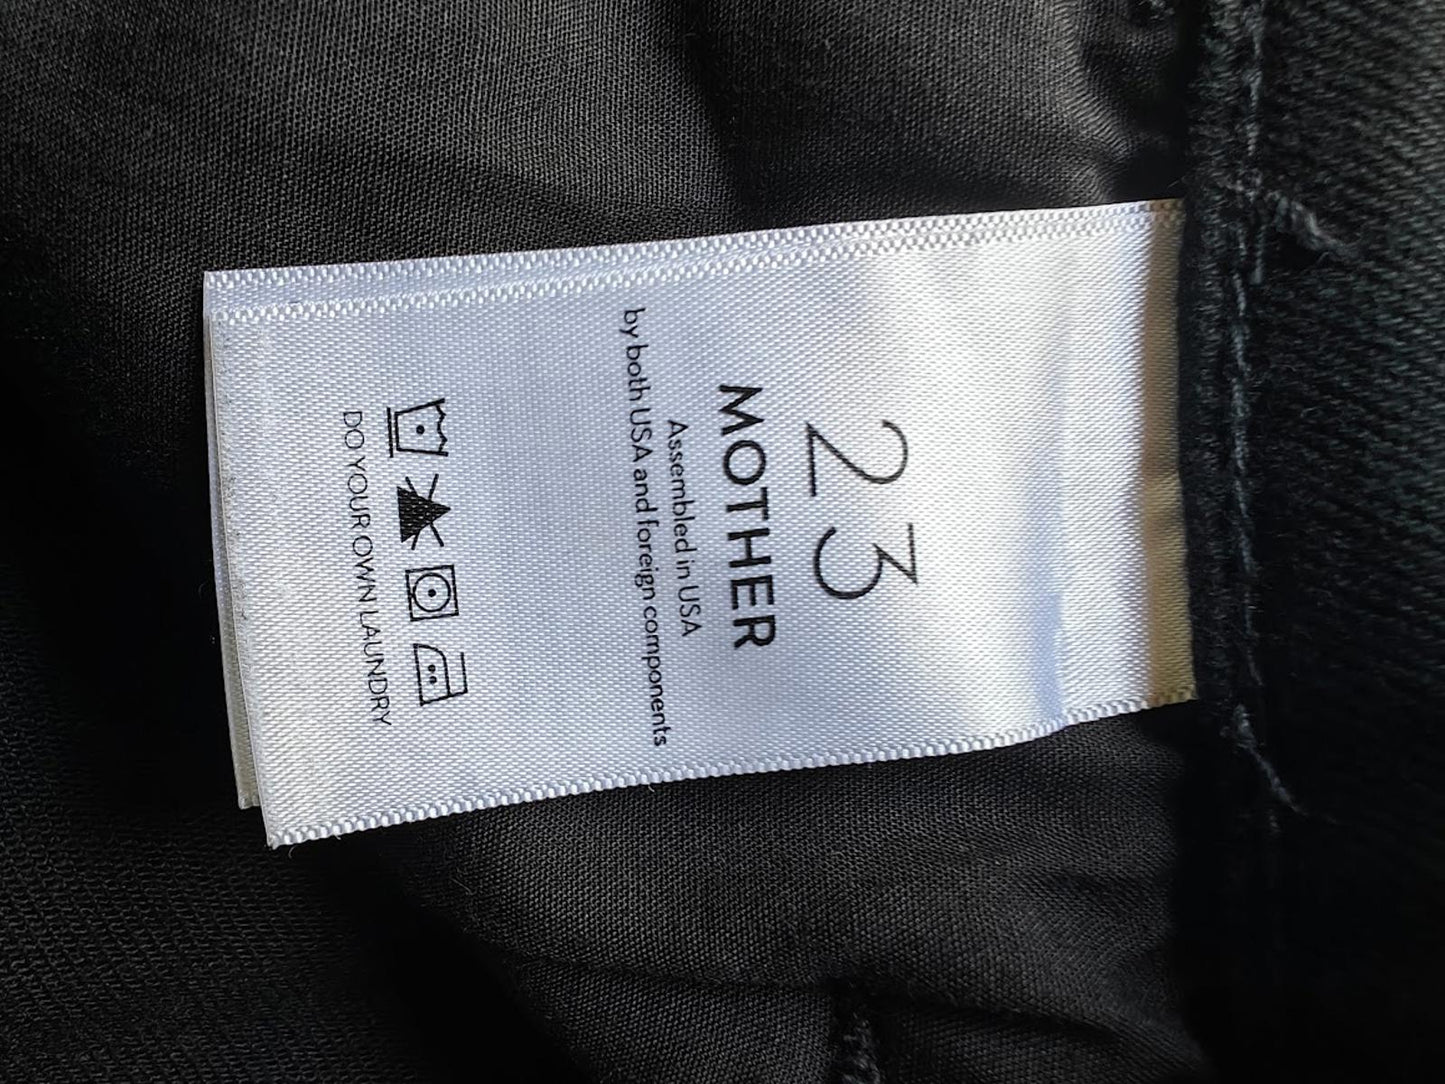 23
MOTHER
Assembled in USA
by both USA and foreign components
DO YOUR OWN LAUNDRY